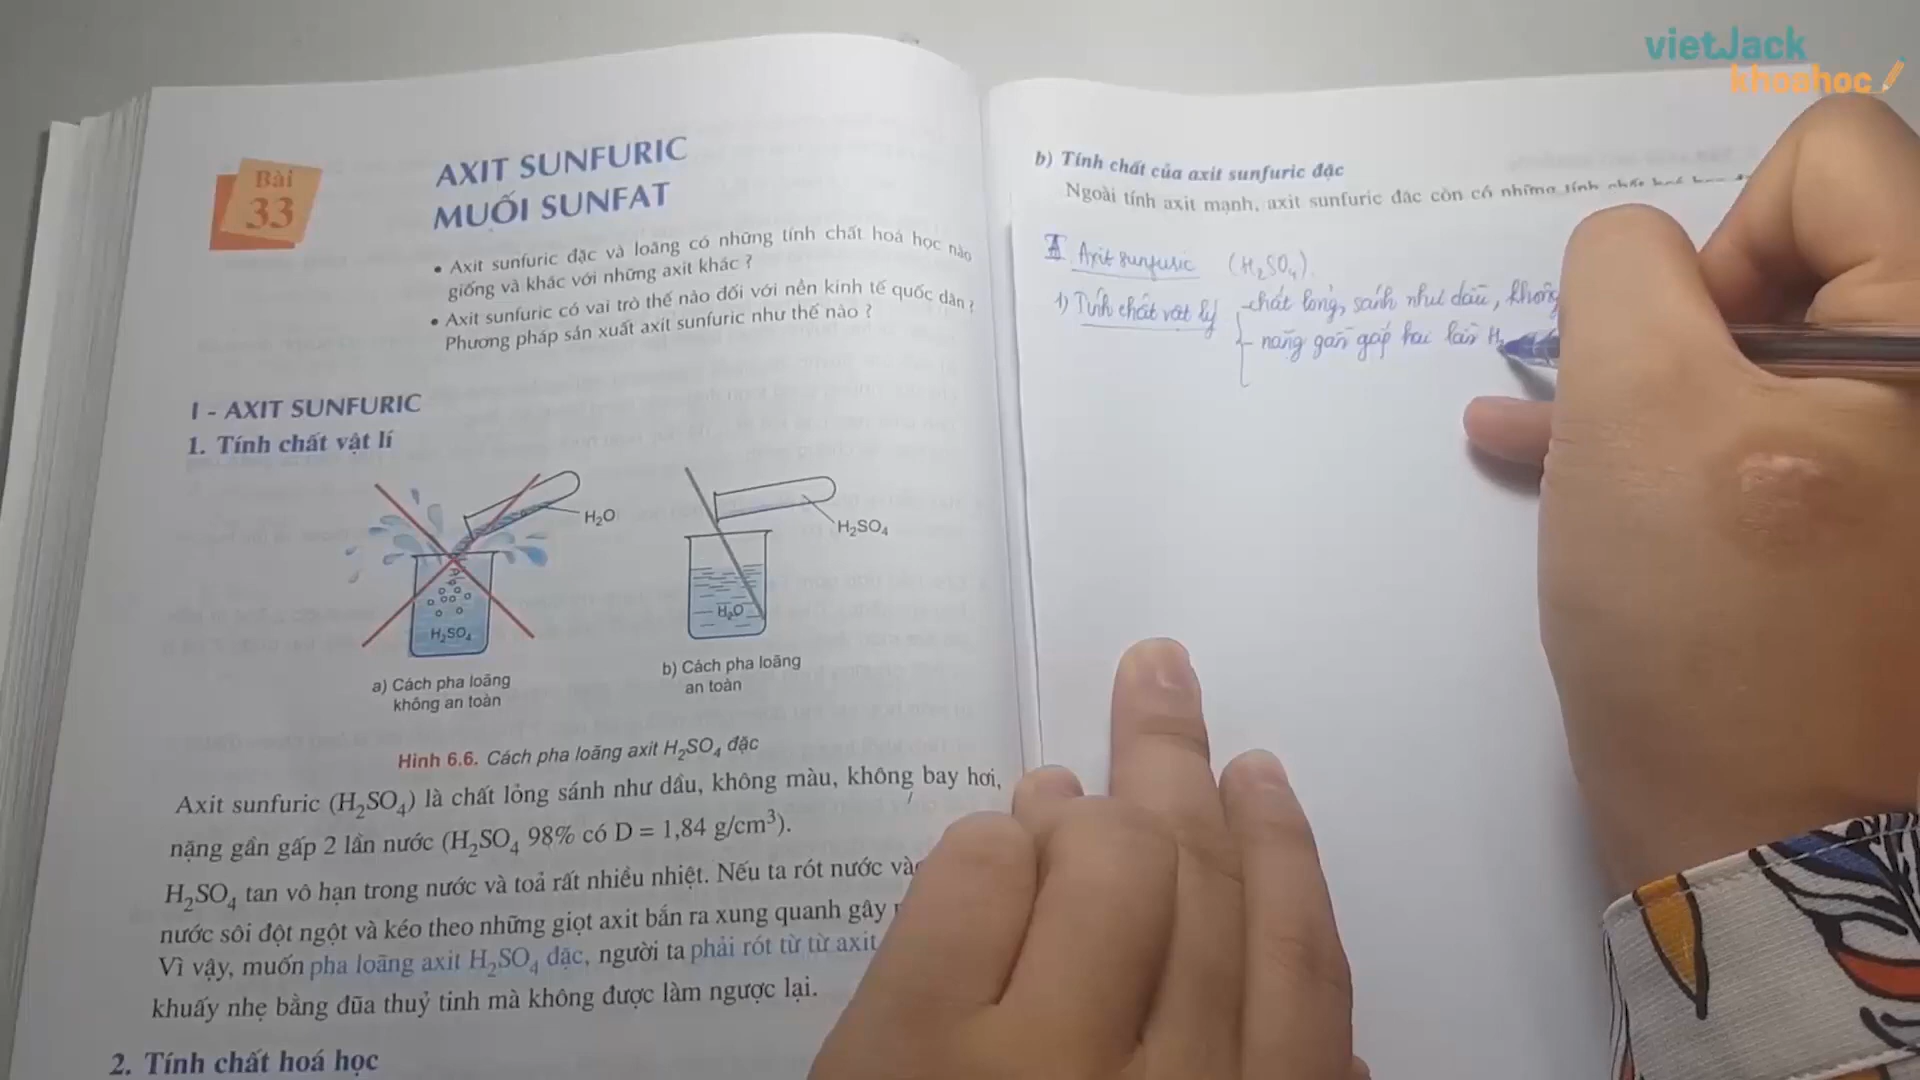 vietJack
khoahoc
Bài
33
AXIT SUNFURIC
MUỐI SUNFAT
• Axit sunfuric đặc và loãng có những tính chất hoá học nào
giống và khác với những axit khác ?
• Axit sunfuric có vai trò thế nào đối với nền kinh tế quốc dân ?
Phương pháp sản xuất axit sunfuric như thế nào ?
I - AXIT SUNFURIC
1. Tính chất vật lí
H₂O
H₂SO₄
a) Cách pha loãng
không an toàn
H₂SO₄
H₂O
b) Cách pha loãng
an toàn
Hình 6.6. Cách pha loãng axit H₂SO₄ đặc
Axit sunfuric (H₂SO₄) là chất lỏng sánh như dầu, không màu, không bay hơi,
nặng gần gấp 2 lần nước (H₂SO₄ 98% có D = 1,84 g/cm³).
H₂SO₄ tan vô hạn trong nước và toả rất nhiều nhiệt. Nếu ta rót nước
nước sôi đột ngột và kéo theo những giọt axit bắn ra xung quanh gây
Vì vậy, muốn pha loãng axit H₂SO₄ đặc, người ta phải rót từ từ axit
khuấy nhẹ bằng đũa thuỷ tinh mà không được làm ngược lại.
2. Tính chất hoá học
b) Tính chất của axit sunfuric đặc
Ngoài tính axit mạnh, axit sunfuric đặc còn có những tính chất hoá học
I Axit sunfuric (H₂SO₄).
1) Tính chất vật lý - chất lỏng, sánh như dầu, không
- nặng gần gấp hai lần H₂